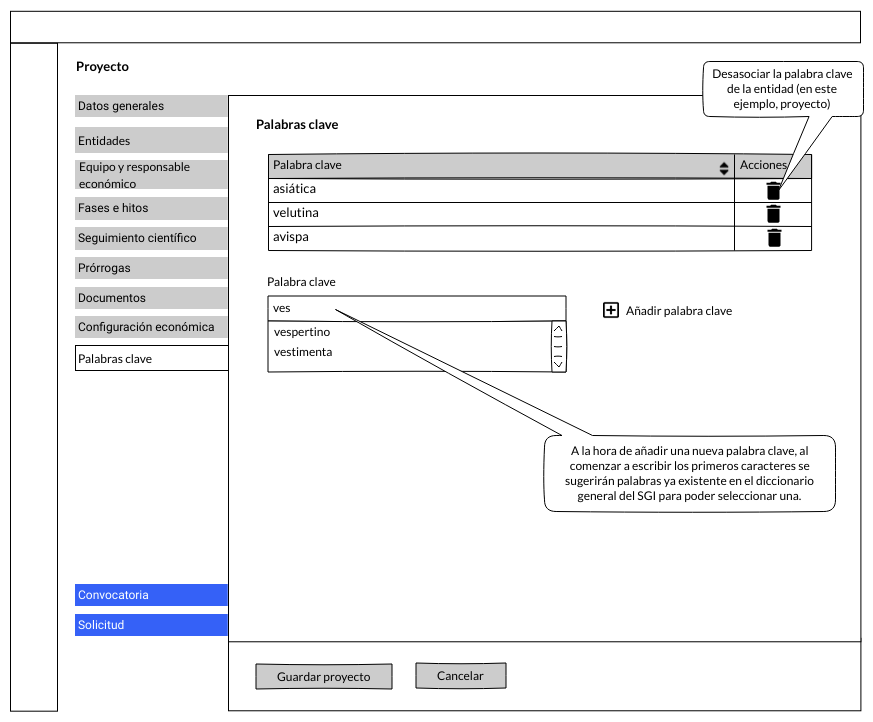 Proyecto
Desasociar la palabra clave
de la entidad (en este
ejemplo, proyecto)
Datos generales
Entidades
Equipo y responsable
económico
Fases e hitos
Seguimiento científico
Prórrogas
Documentos
Configuración económica
Palabras clave
Convocatoria
Solicitud
Palabras clave
Palabra clave Acciones
asiática
velutina
avispa
Palabra clave
ves
Añadir palabra clave
vespertino
vestimenta
A la hora de añadir una nueva palabra clave, al
comenzar a escribir los primeros caracteres se
sugerirán palabras ya existente en el diccionario
general del SGI para poder seleccionar una.
Guardar proyecto Cancelar